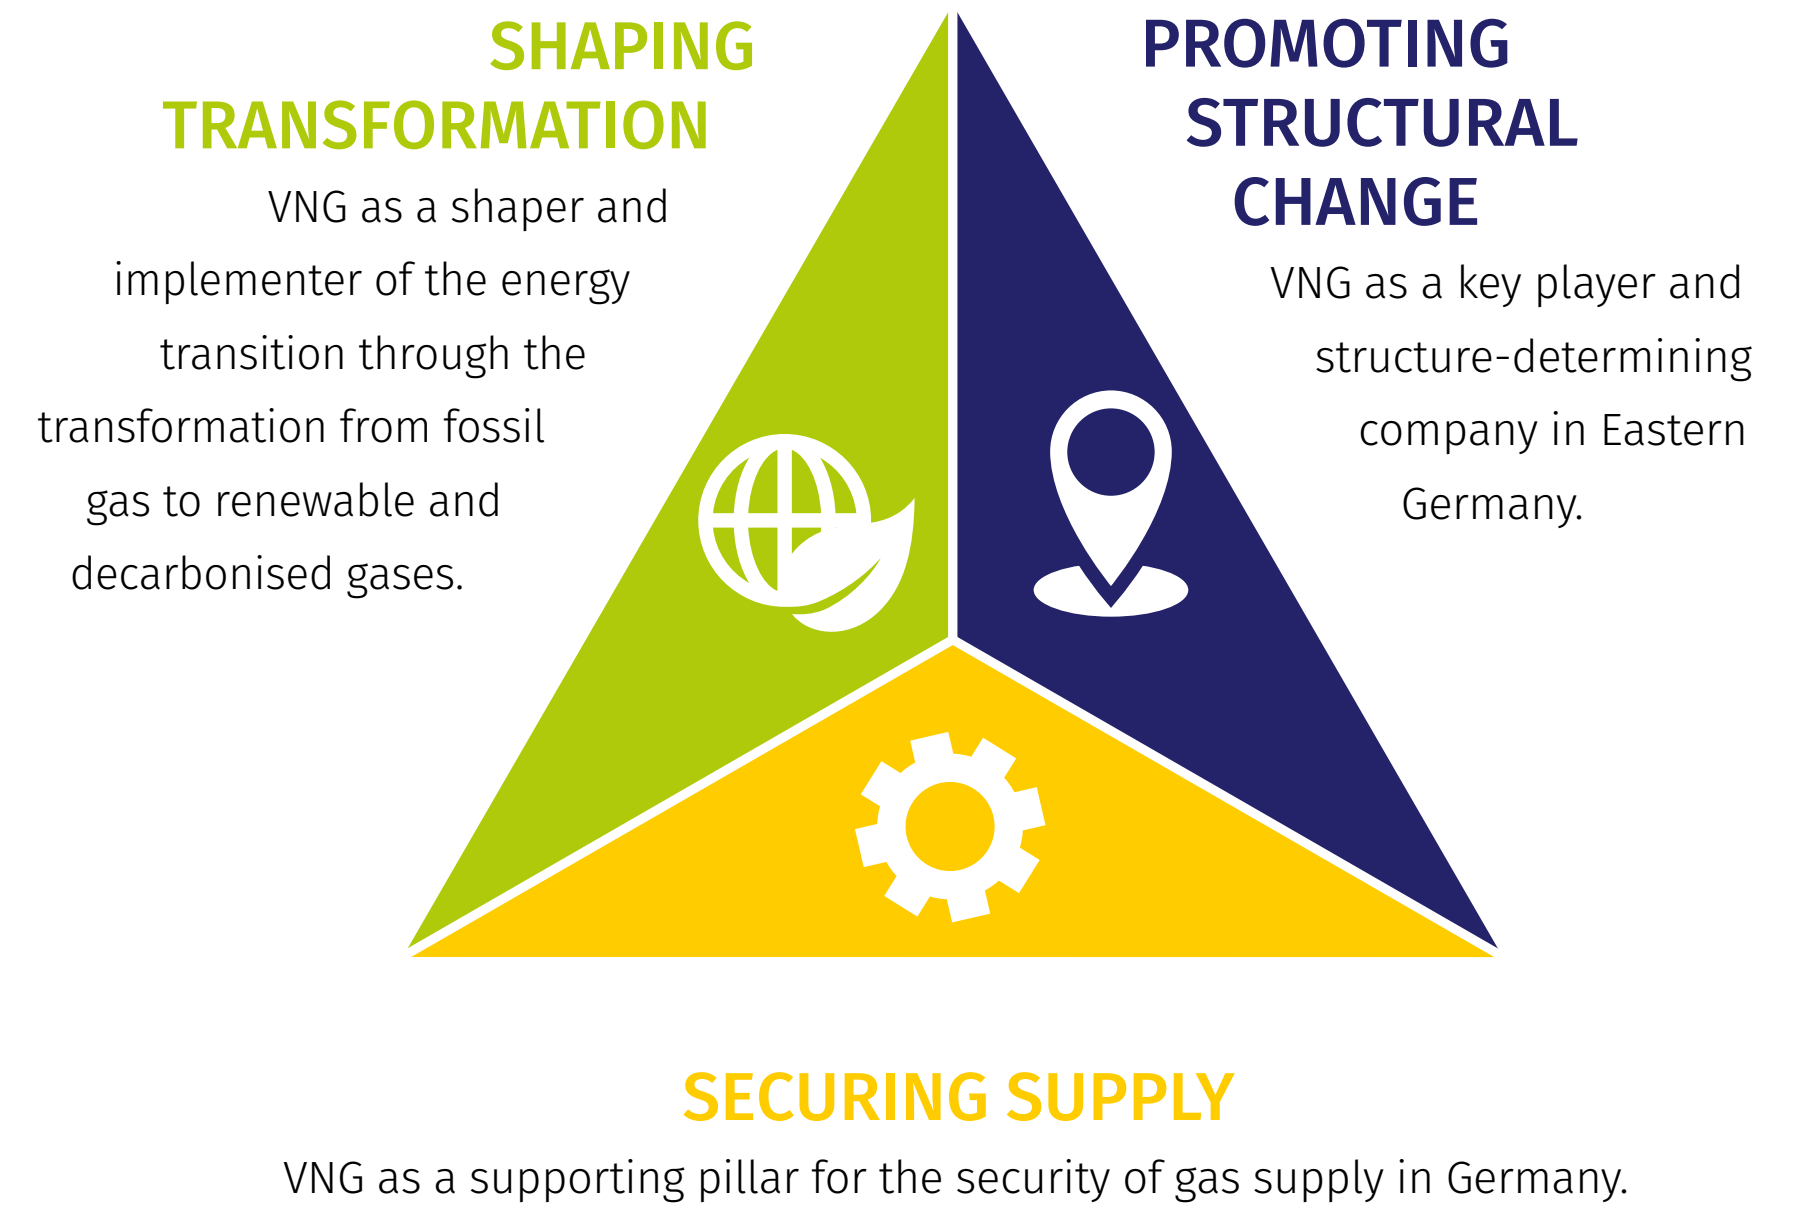 SHAPING
TRANSFORMATION
VNG as a shaper and
implementer of the energy
transition through the
transformation from fossil
gas to renewable and
decarbonised gases.
PROMOTING
STRUCTURAL
CHANGE
VNG as a key player and
structure-determining
company in Eastern
Germany.
SECURING SUPPLY
VNG as a supporting pillar for the security of gas supply in Germany.